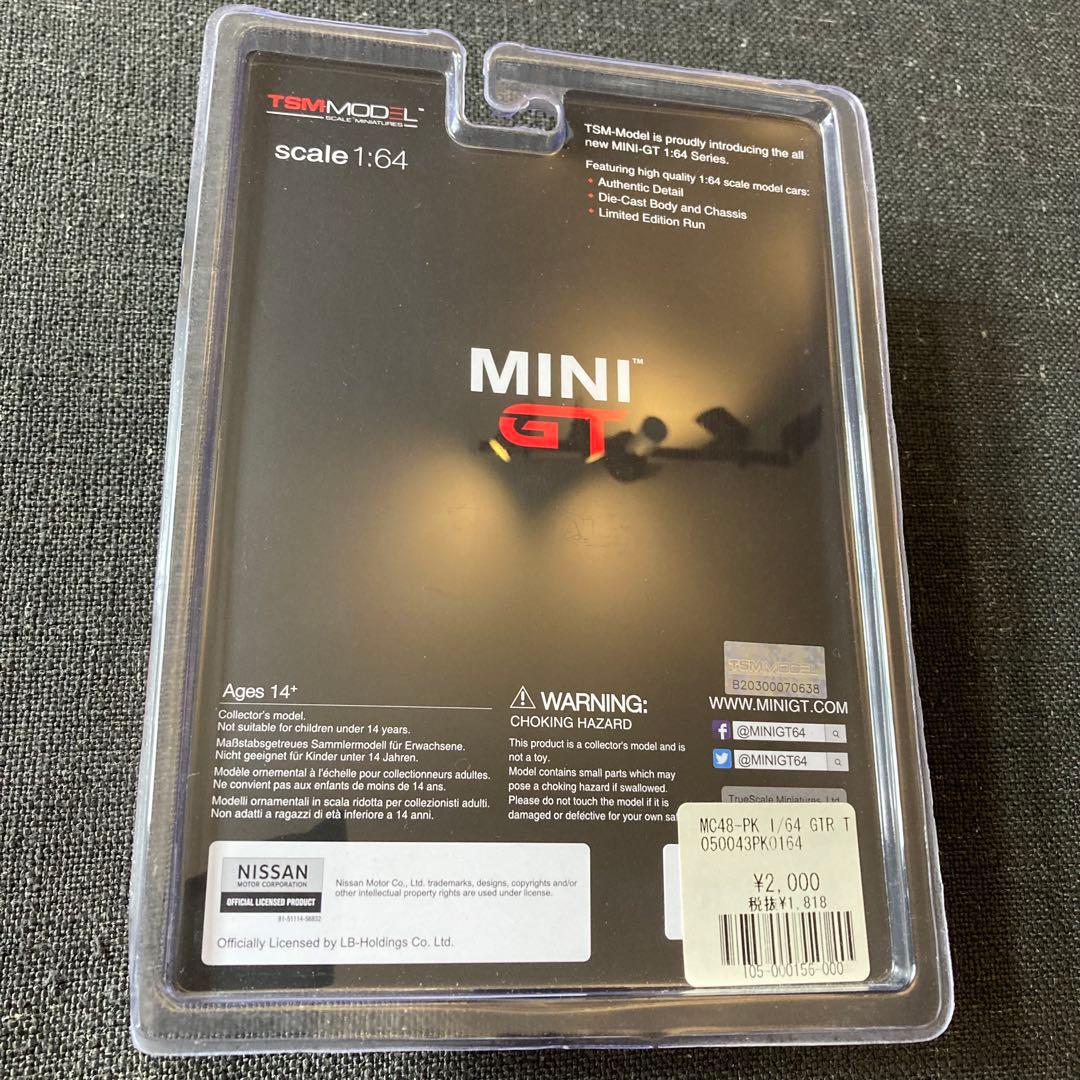 TSM-MODEL™
SCALE MINIATURES
scale 1:64
TSM-Model is proudly introducing the all
new MINI-GT 1:64 Series.
Featuring high quality 1:64 scale model cars:
• Authentic Detail
• Die-Cast Body and Chassis
• Limited Edition Run
MINI™
GT
Ages 14+
Collector's model.
Not suitable for children under 14 years.
Maßstabsgetreues Sammlermodell für Erwachsene.
Nicht geeignet für Kinder unter 14 Jahren.
Modèle ornemental à l'échelle pour collectionneurs adultes.
Ne convient pas aux enfants de moins de 14 ans.
Modelli ornamentali in scala ridotta per collezionisti adulti.
Non adatti a ragazzi di età inferiore a 14 anni.
⚠ WARNING:
CHOKING HAZARD
This product is a collector's model and is
not a toy.
Model contains small parts which may
pose a choking hazard if swallowed.
Please do not touch the model if it is
damaged or defective for your own
TSM-MODEL
B20300070638
WWW.MINIGT.COM
@MINIGT64
@MINIGT64
TrueScale Miniatures, Ltd
NISSAN
MOTOR CORPORATION
OFFICIAL LICENSED PRODUCT
Nissan Motor Co., Ltd. trademarks, designs, copyrights and/or
other intellectual property rights are used under license.
Officially Licensed by LB-Holdings Co. Ltd.
MC48-PK 1/64 GTR T
050043PK0164
¥2,000
税抜¥1,818
105-000156-000